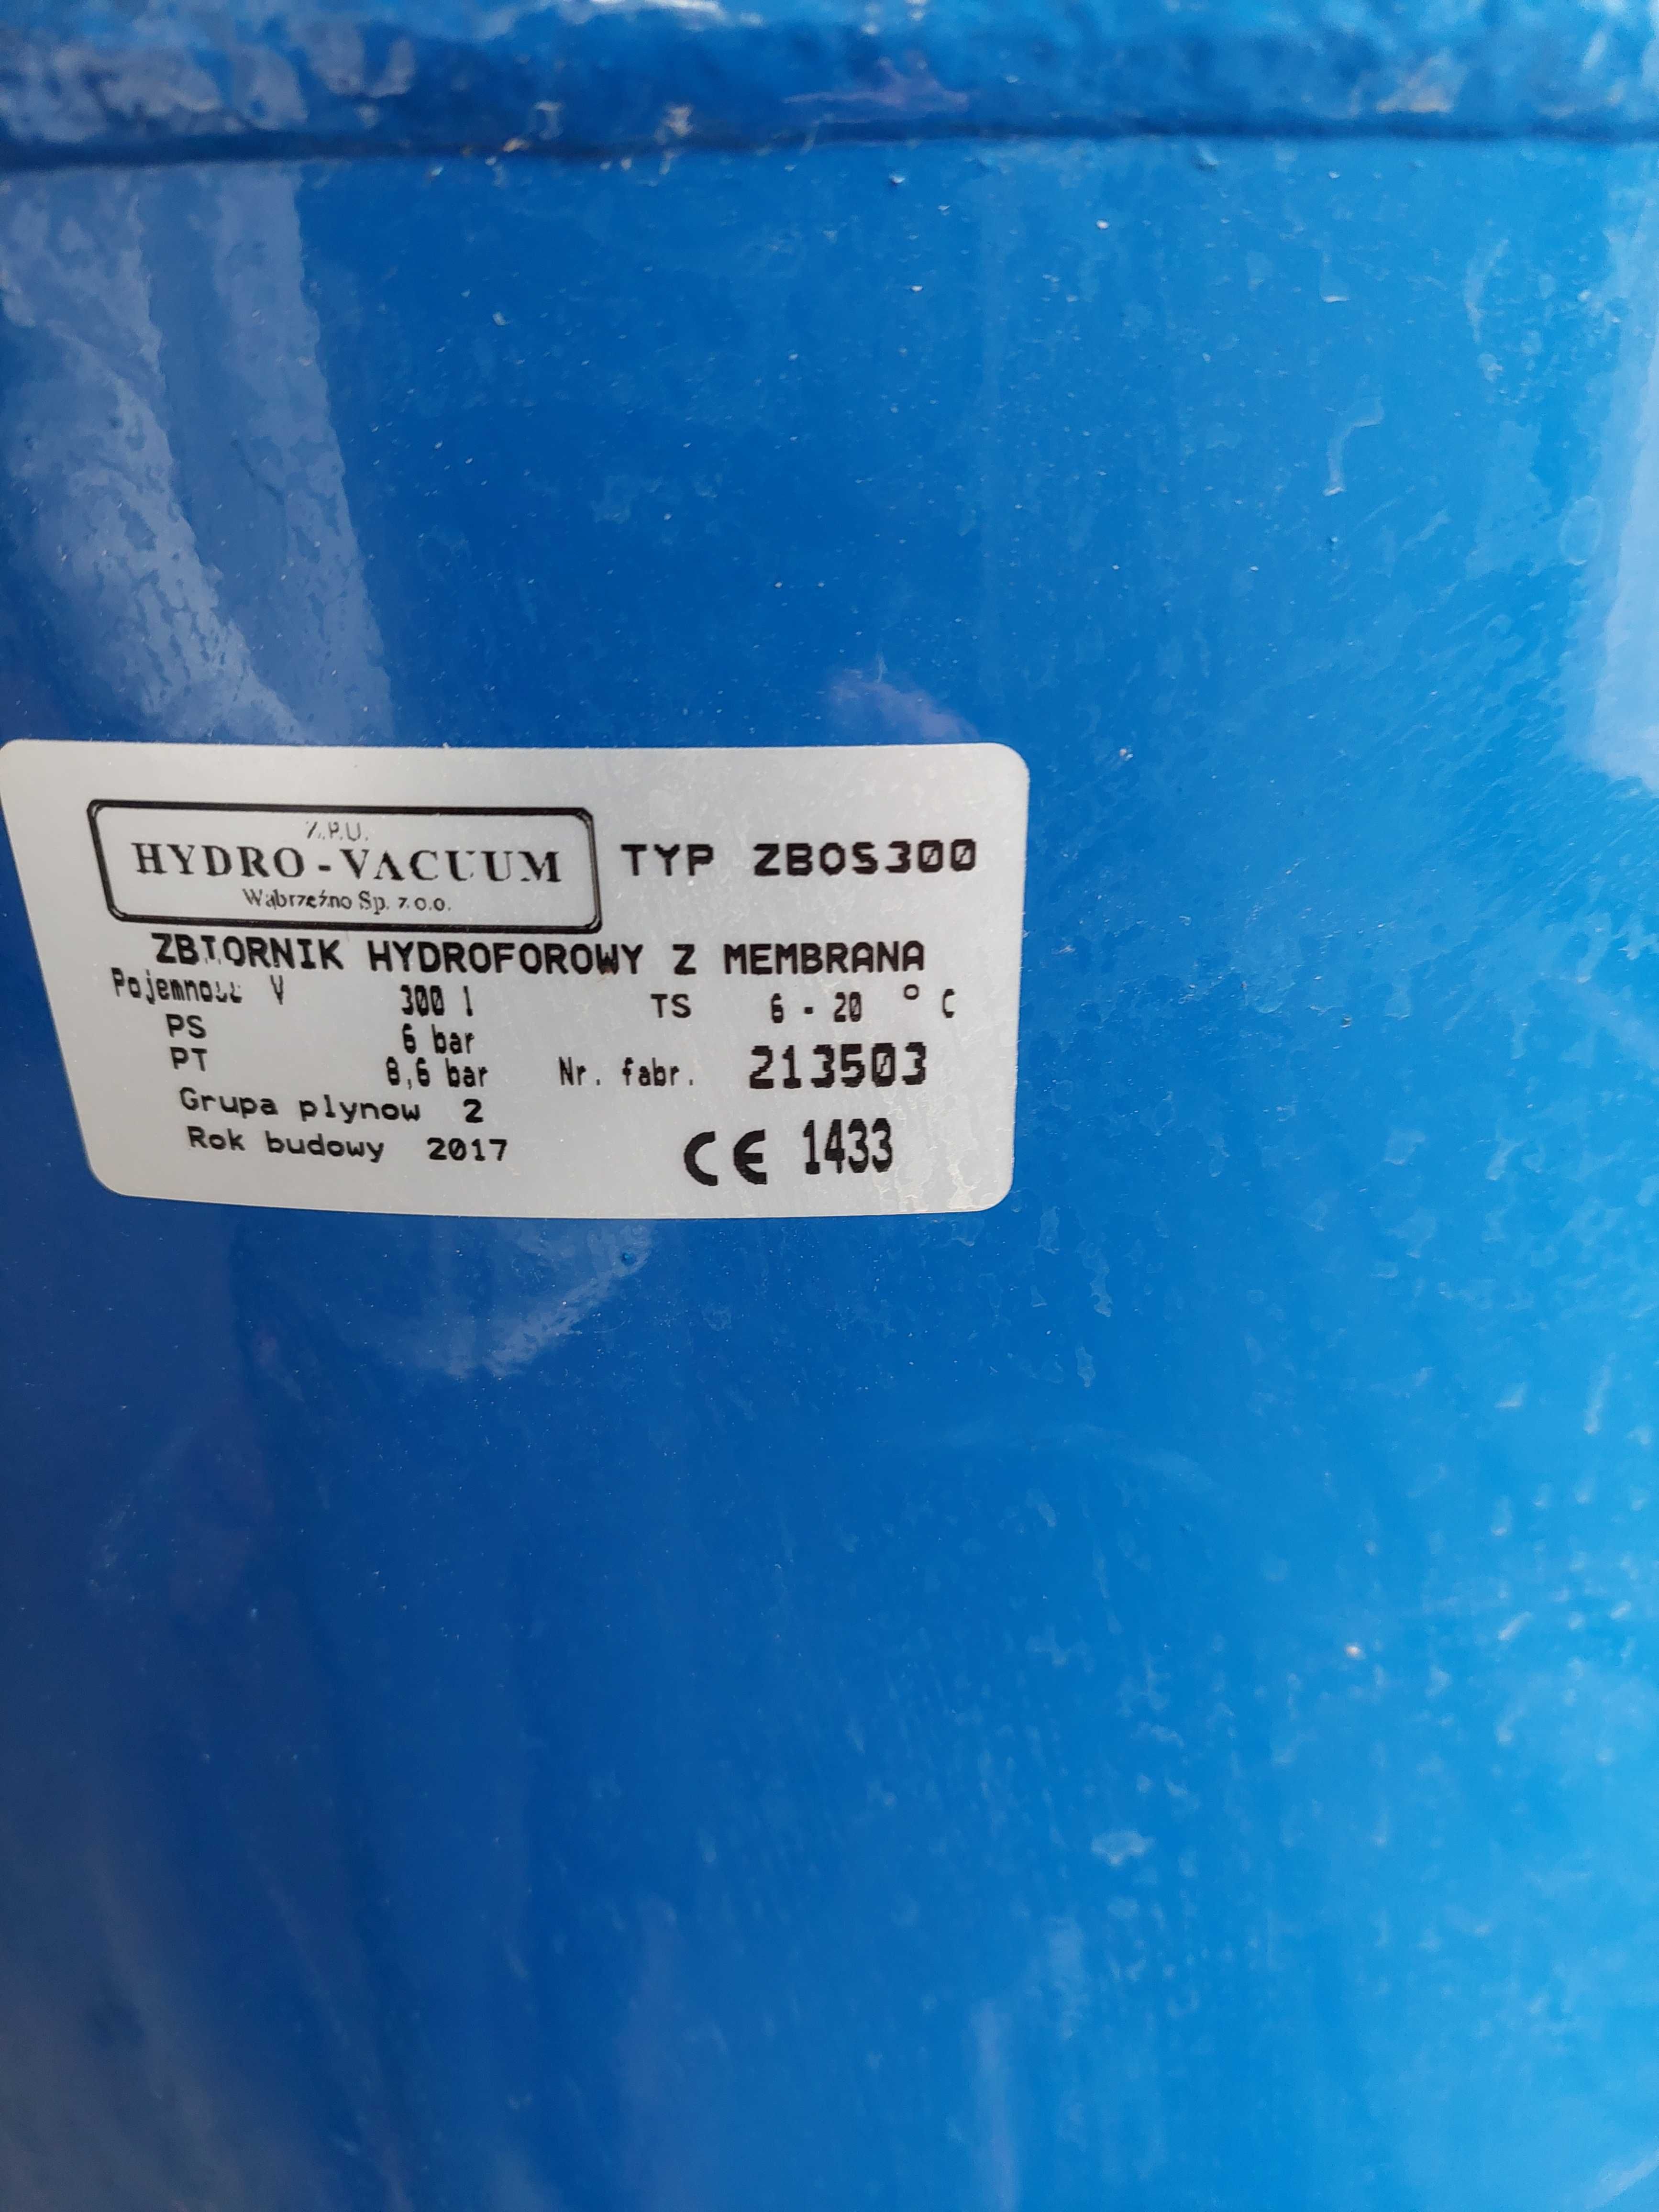 Z.P.U.
HYDRO-VACUUM
Wąbrzeźno Sp. z o.o.
TYP ZBOS300
ZBIORNIK HYDROFOROWY Z MEMBRANA
V 300 l TS 6 - 20 ° C
PS 6 bar
PT 8,6 bar Nr. fabr. 213503
Grupa plynow 2
Rok budowy 2017 CE 1433